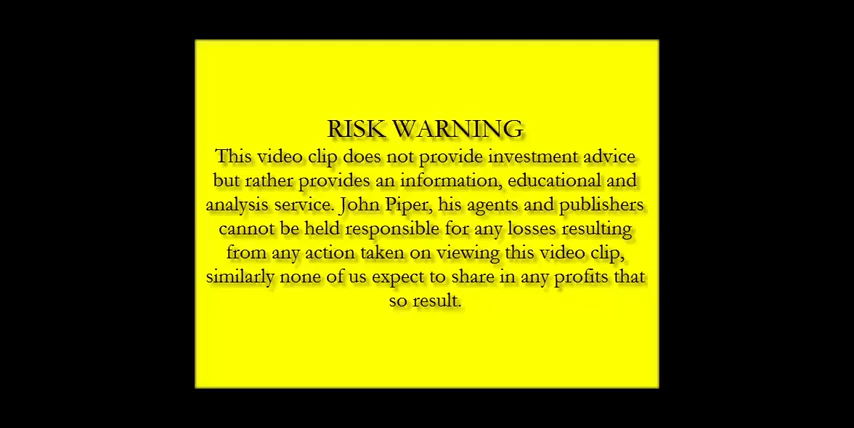 RISK WARNING
This video clip does not provide investment advice
but rather provides an information, educational and
analysis service. John Piper, his agents and publishers
cannot be held responsible for any losses resulting
from any action taken on viewing this video clip,
similarly none of us expect to share in any profits that
so result.